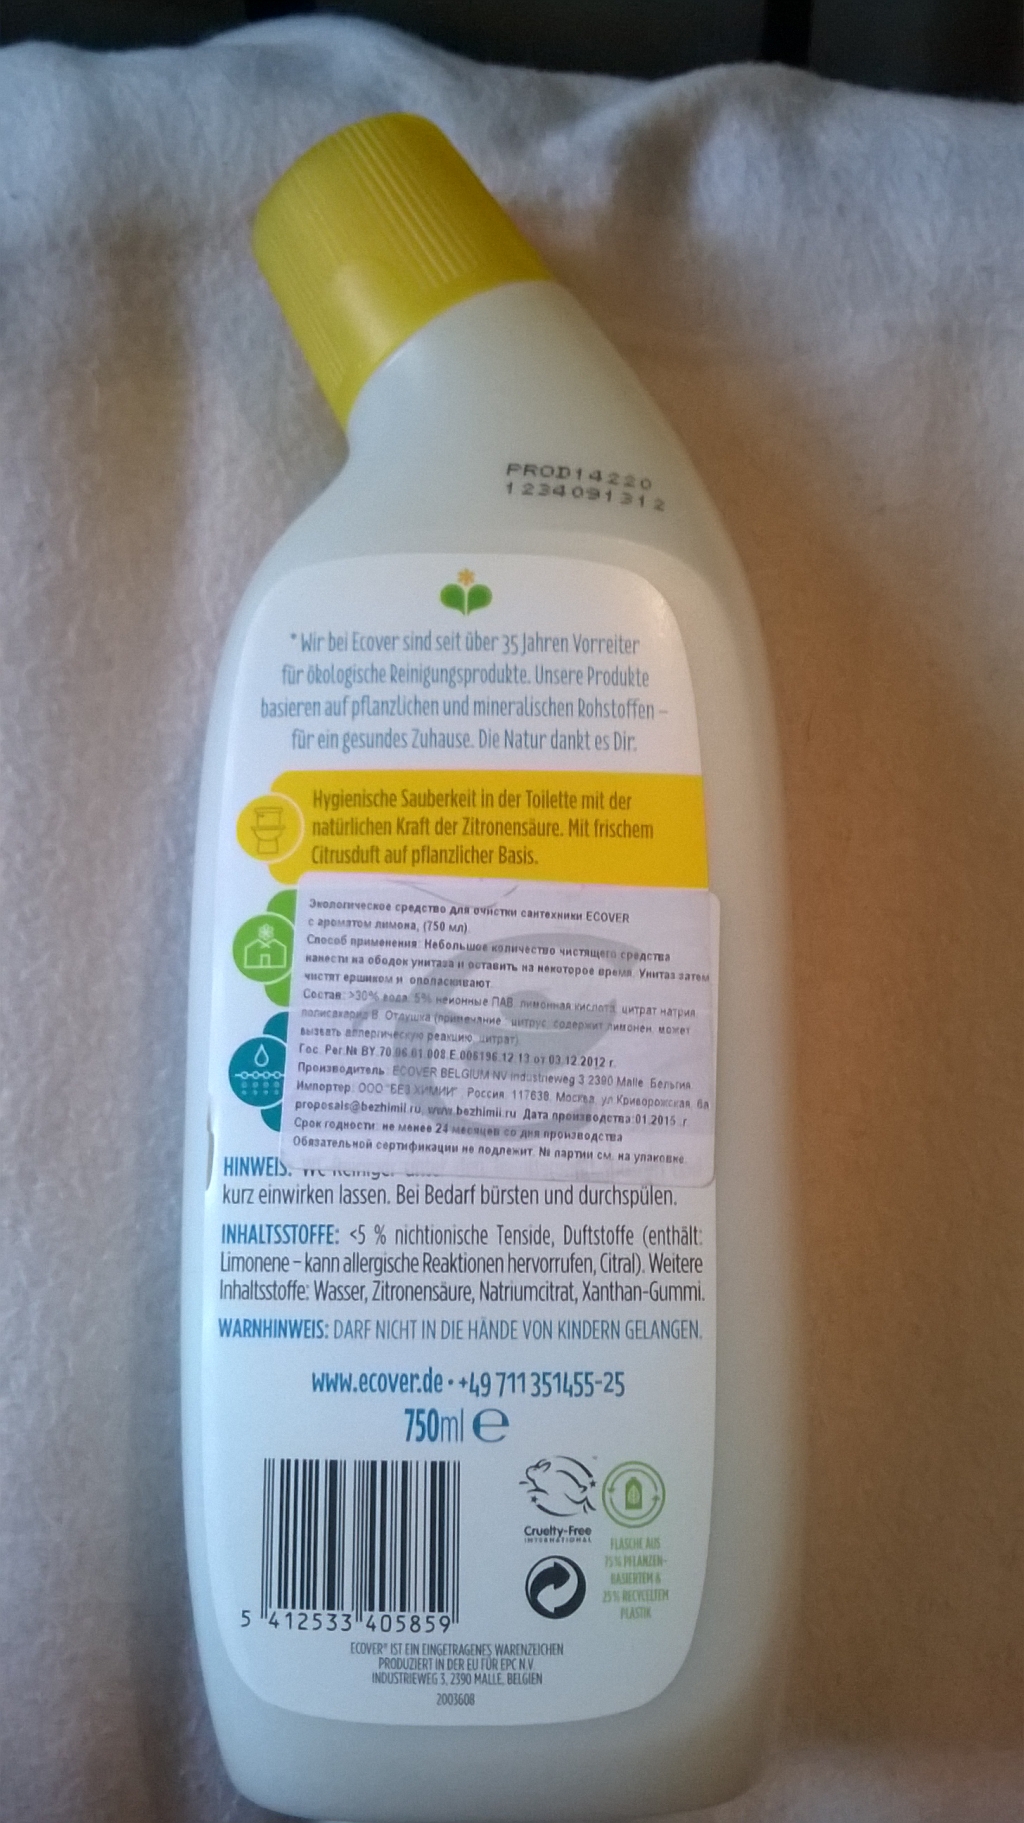 PROD14220
1234091312
* Wir bei Ecover sind seit über 35 Jahren Vorreiter
für ökologische Reinigungsprodukte. Unsere Produkte
basieren auf pflanzlichen und mineralischen Rohstoffen –
für ein gesundes Zuhause. Die Natur dankt es Dir.
Hygienische Sauberkeit in der Toilette mit der
natürlichen Kraft der Zitronensäure. Mit frischem
Citrusduft auf pflanzlicher Basis.
Экологическое средство для очистки сантехники ECOVER
с ароматом лимона, (750 мл)
Способ применения: Небольшое количество чистящего средства
нанести на ободок унитаза и оставить на некоторое время. Унитаз затем
чистят ершиком и ополаскивают.
Состав: >30% вода, 5% неионные ПАВ, лимонная кислота, цитрат натрия,
полисахарид В. Отдушка (примечание: цитрус содержит лимонен, может
вызвать аллергическую реакцию, цитрат)
Гос. Рег.№ BY.70.06.01.008.E.006196.12.13 от 03.12.2012 г.
Производитель: ECOVER BELGIUM NV industrieweg 3 2390 Malle Бельгия
Импортер: ООО "БЕЗ ХИМИИ", Россия, 117638, Москва, ул Криворожская, 6а
proposals@bezhimii.ru, www.bezhimii.ru Дата производства:01.2015 г.
Срок годности: не менее 24 месяцев со дня производства
Обязательной сертификации не подлежит. № партии см. на упаковке.
HINWEIS: WC Reiniger
kurz einwirken lassen. Bei Bedarf bürsten und durchspülen.
INHALTSSTOFFE: <5 % nichtionische Tenside, Duftstoffe (enthält:
Limonene – kann allergische Reaktionen hervorrufen, Citral). Weitere
Inhaltsstoffe: Wasser, Zitronensäure, Natriumcitrat, Xanthan-Gummi.
WARNHINWEIS: DARF NICHT IN DIE HÄNDE VON KINDERN GELANGEN.
www.ecover.de • +49 711 351455-25
750ml e
Cruelty-Free
INTERNATIONAL
FLASCHE AUS
75% PFLANZEN-
BASIERTEM &
25% RECYCELTEM
PLASTIK
5 412533 405859
ECOVER® IST EIN EINGETRAGENES WARENZEICHEN
PRODUZIERT IN DER EU FÜR EPC N.V.
INDUSTRIEWEG 3, 2390 MALLE, BELGIEN
2003608